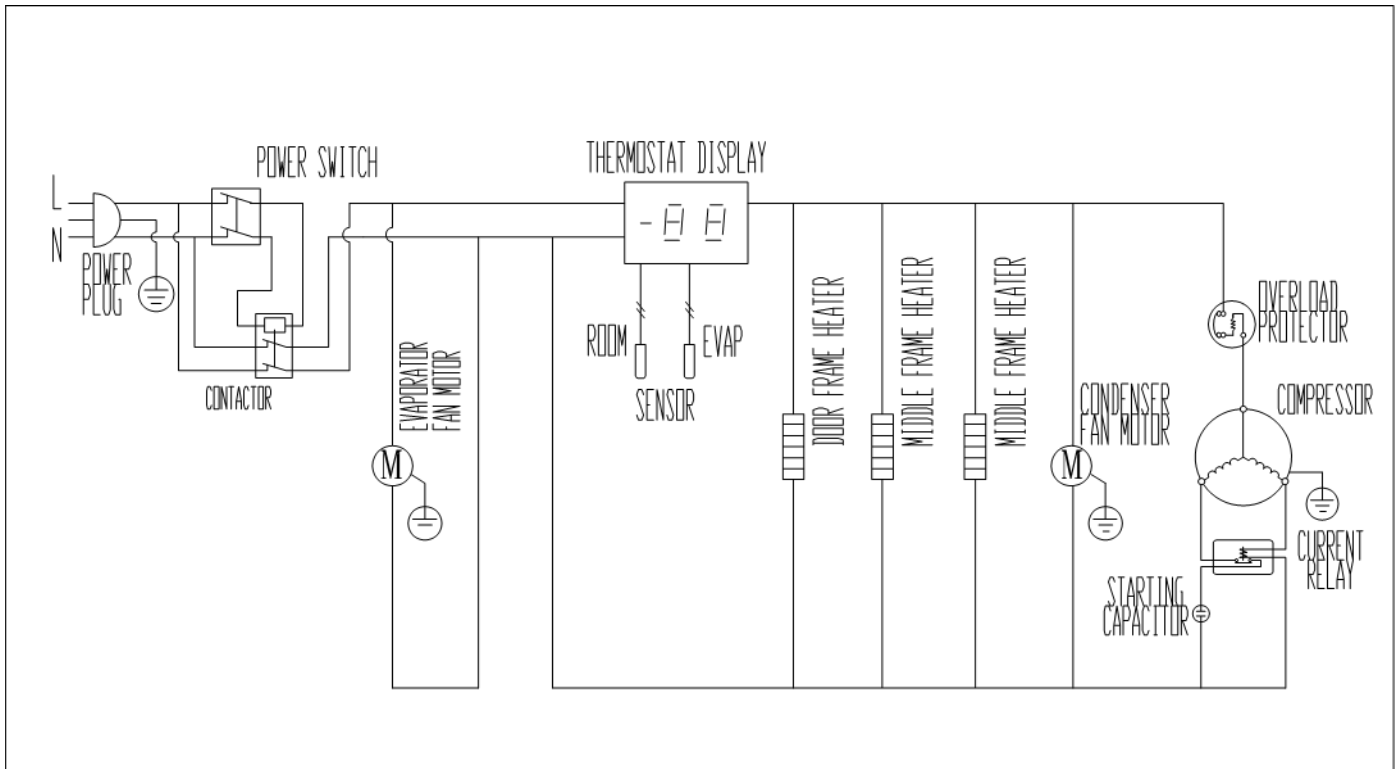 POWER SWITCH
THERMOSTAT DISPLAY
L
N
POWER
PLUG
CONTACTOR
EVAPORATOR
FAN MOTOR
M
-88
ROOM
EVAP
SENSOR
DOOR FRAME HEATER
MIDDLE FRAME HEATER
MIDDLE FRAME HEATER
CONDENSER
FAN MOTOR
M
OVERLOAD
PROTECTOR
COMPRESSOR
CURRENT
RELAY
STARTING
CAPACITOR